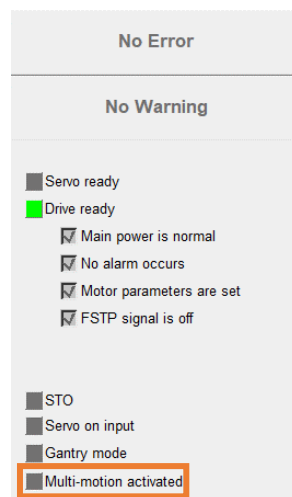 No Error
No Warning
Servo ready
Drive ready
Main power is normal
No alarm occurs
Motor parameters are set
FSTP signal is off
STO
Servo on input
Gantry mode
Multi-motion activated